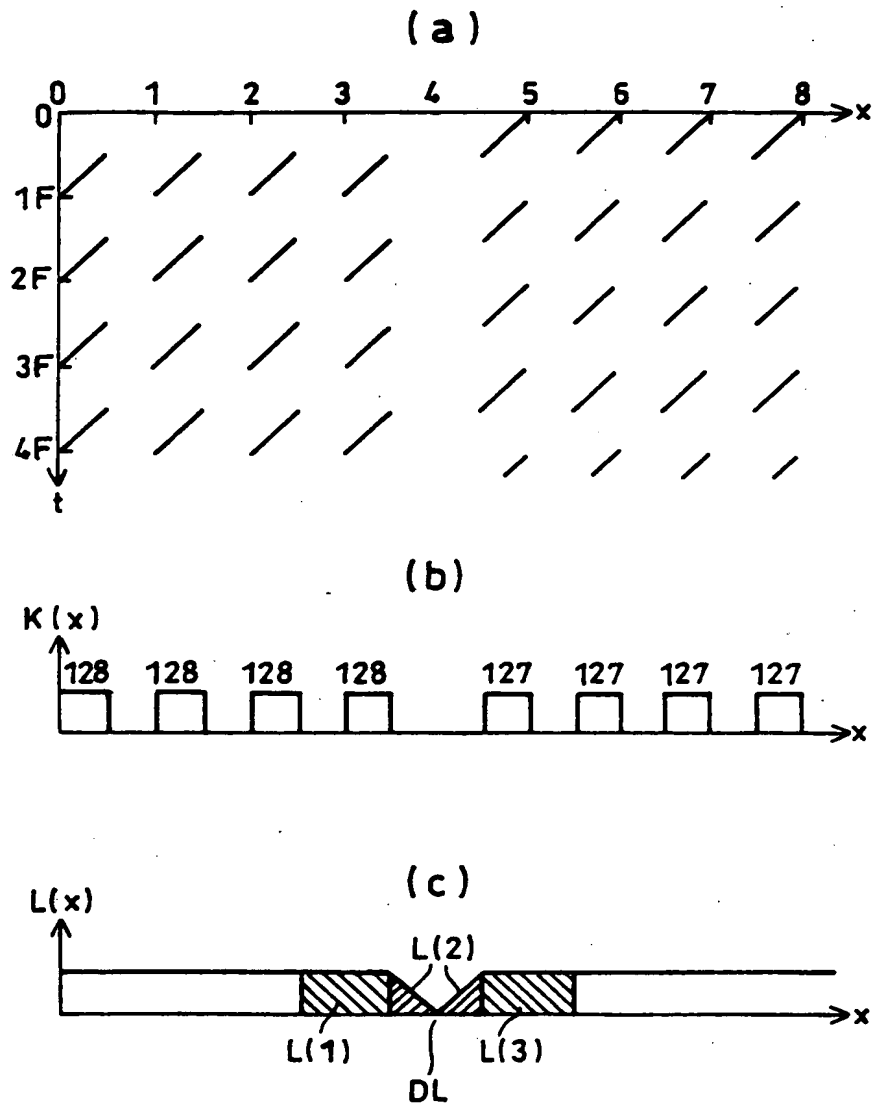 (a)
0 1 2 3 4 5 6 7 8
0 x
1F
2F
3F
4F
t
(b)
K(x)
128 128 128 128 127 127 127 127
x
(c)
L(x)
L(2)
x
L(1) L(3)
DL